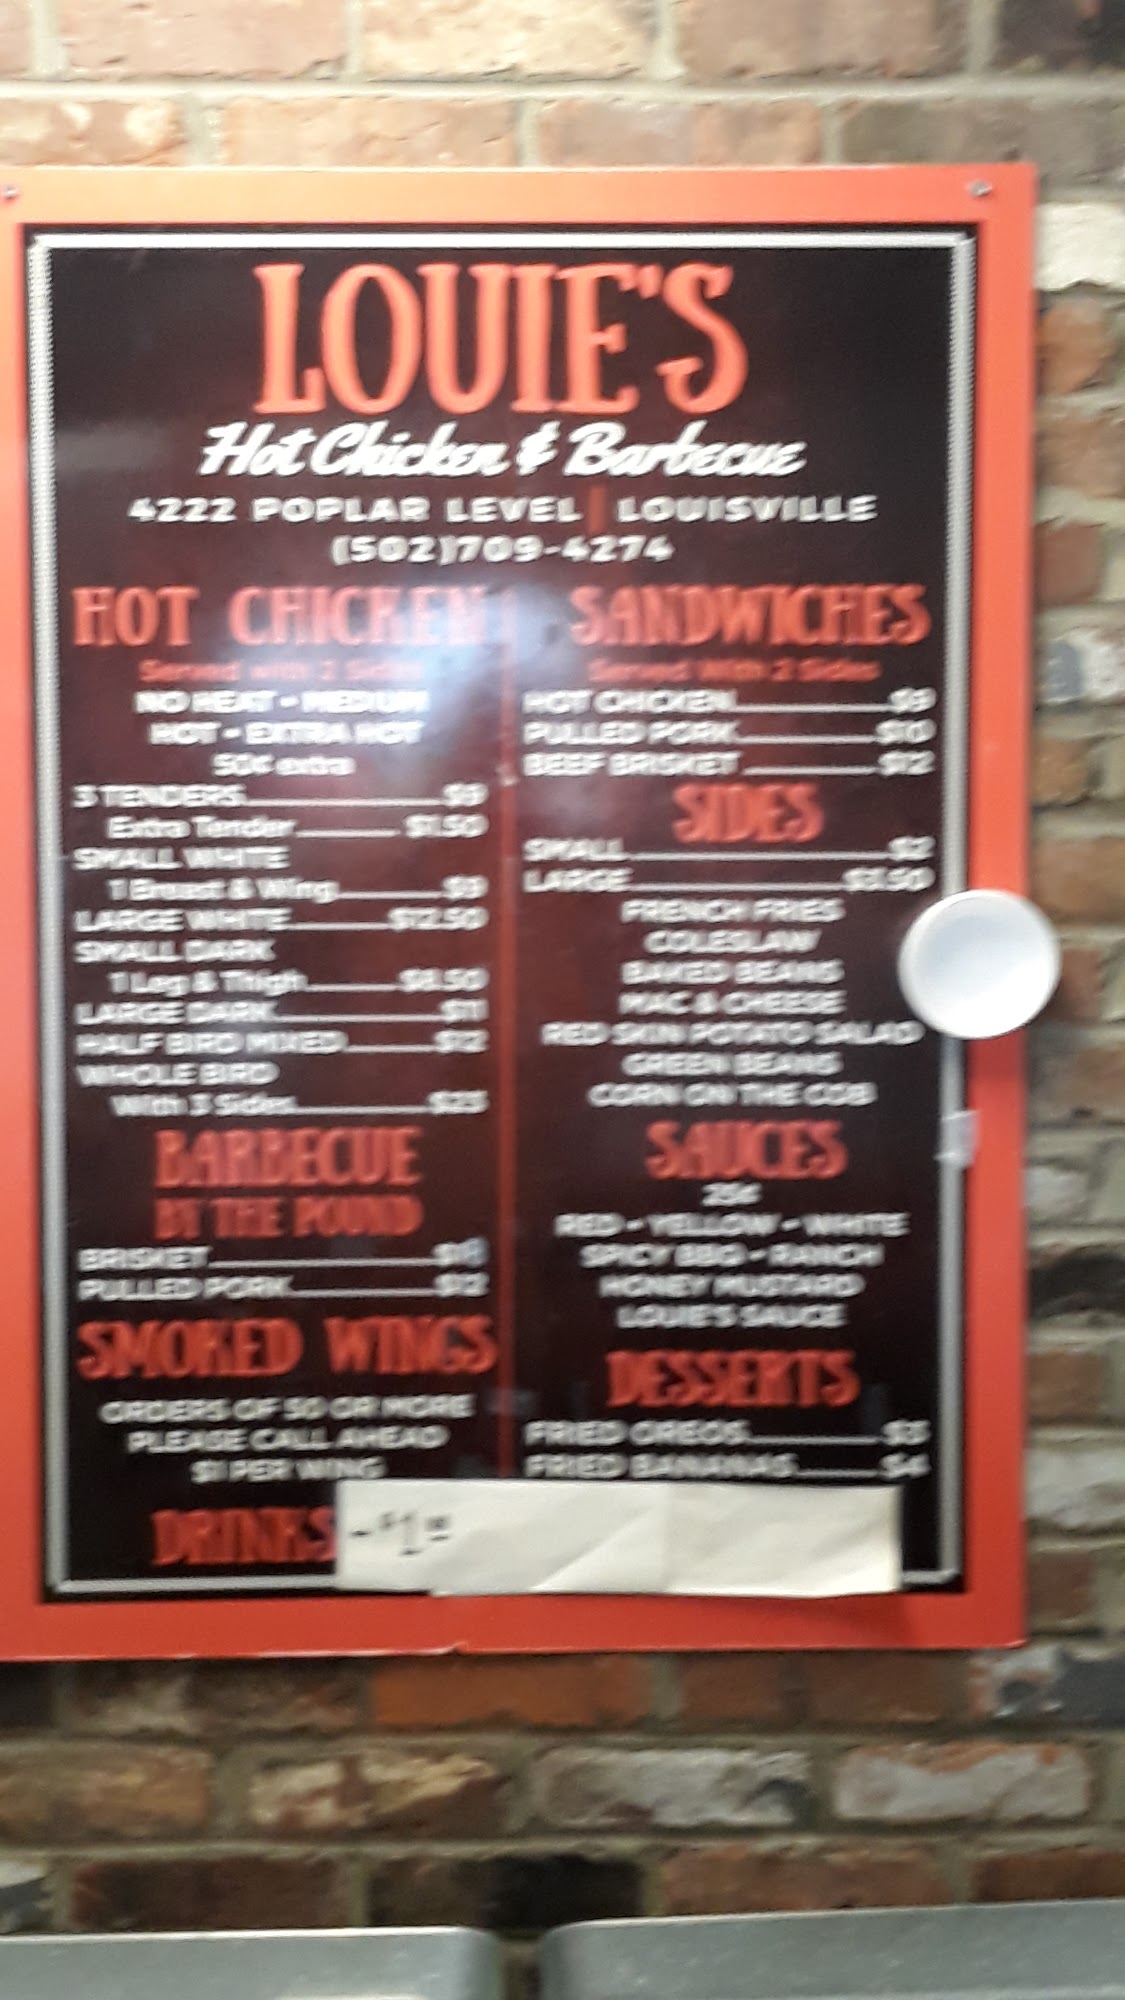 LOUIE'S
Hot Chicken & Barbecue
4222 POPLAR LEVEL | LOUISVILLE
(502)709-4274
HOT CHICKEN
Served with 2 Sides
NO HEAT - MEDIUM
HOT - EXTRA HOT
50¢ extra
3 TENDERS $9
Extra Tender $1.50
SMALL WHITE
1 Breast & Wing $9
LARGE WHITE $12.50
SMALL DARK
1 Leg & Thigh $8.50
LARGE DARK $11
HALF BIRD MIXED $12
WHOLE BIRD
With 3 Sides $23
BARBECUE
BY THE POUND
BRISKET
PULLED PORK $12
SMOKED WINGS
ORDERS OF 50 OR MORE
PLEASE CALL AHEAD
$1 PER WING
DRINKS - $1.00
SANDWICHES
Served With 2 Sides
HOT CHICKEN $9
PULLED PORK $10
BEEF BRISKET $12
SIDES
SMALL $2
LARGE $3.50
FRENCH FRIES
COLESLAW
BAKED BEANS
MAC & CHEESE
RED SKIN POTATO SALAD
GREEN BEANS
CORN ON THE COB
SAUCES
25¢
RED - YELLOW - WHITE
SPICY BBQ - RANCH
HONEY MUSTARD
LOUIE'S SAUCE
DESSERTS
FRIED OREOS $3
FRIED BANANAS $4